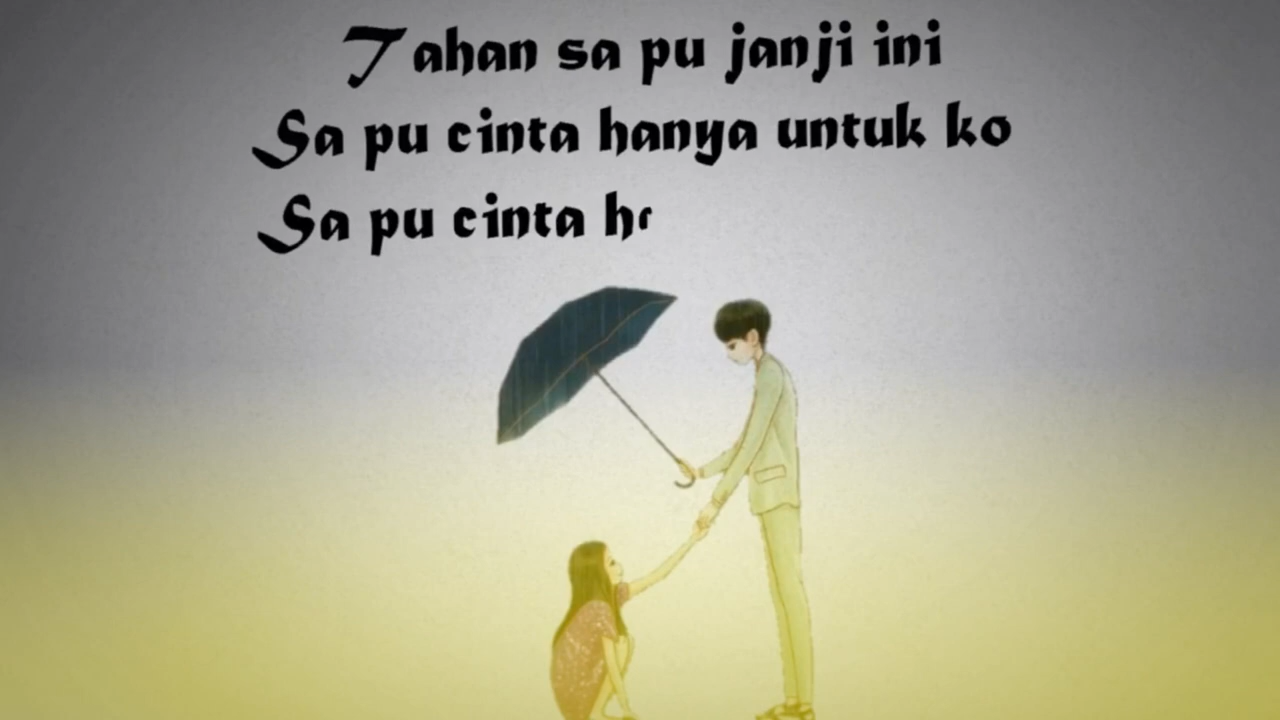 Tahan sa pu janji ini
Sa pu cinta hanya untuk ko
Sa pu cinta